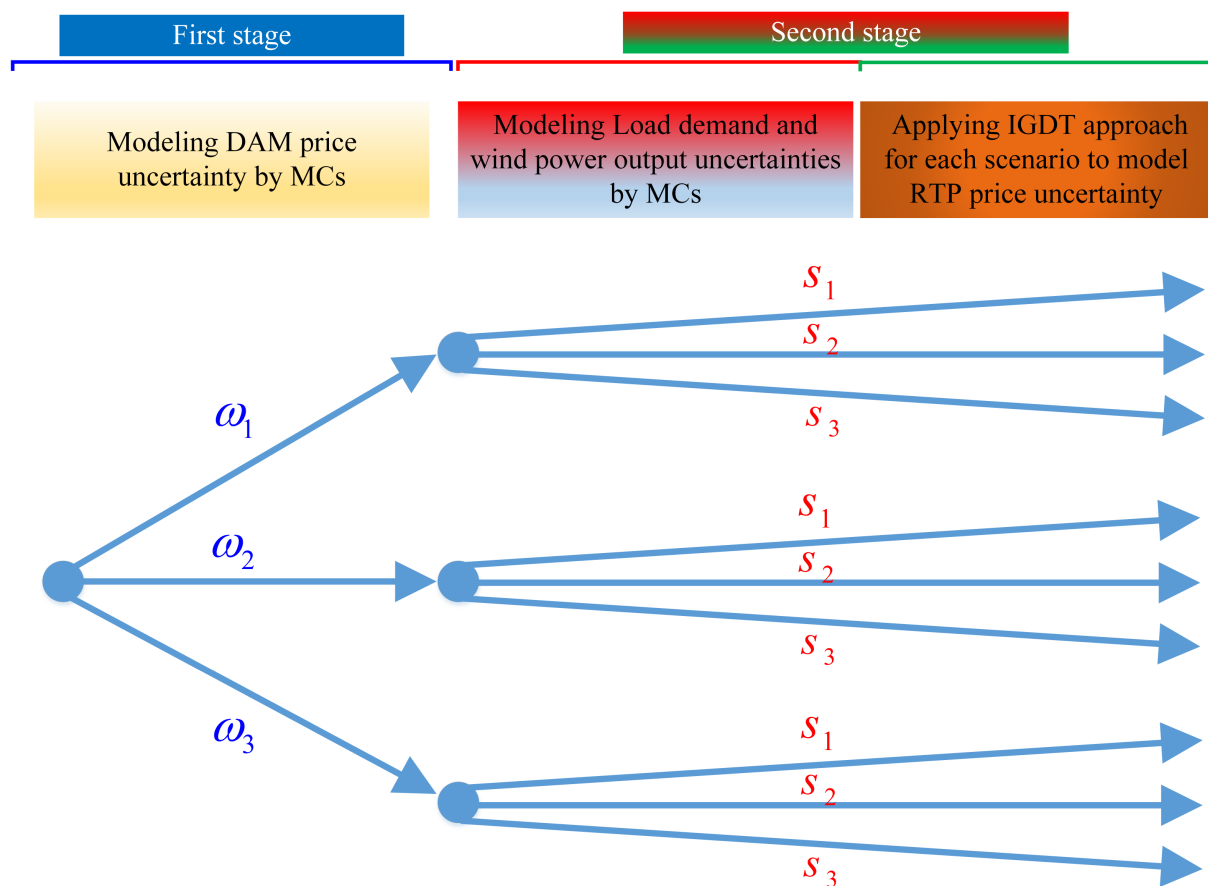 First stage
Second stage
Modeling DAM price
uncertainty by MCs
Modeling Load demand and
wind power output uncertainties
by MCs
Applying IGDT approach
for each scenario to model
RTP price uncertainty
ω₁
s₁
s₂
s₃
ω₂
s₁
s₂
s₃
ω₃
s₁
s₂
s₃